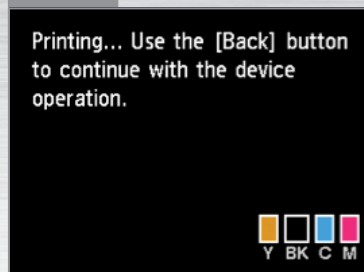 Printing... Use the [Back] button
to continue with the device
operation.
Y BK C M